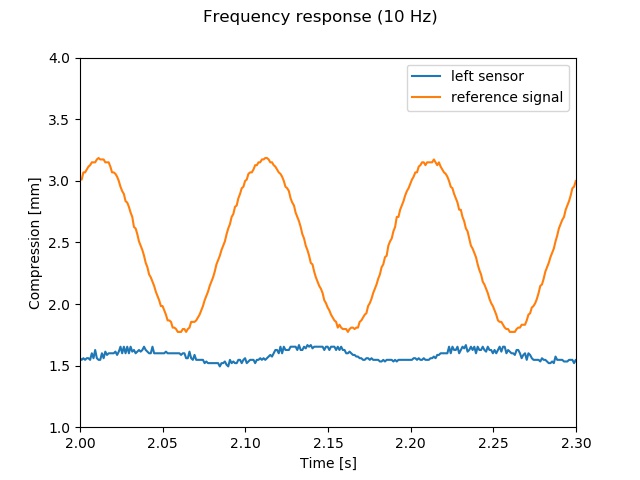 Frequency response (10 Hz)
left sensor
reference signal
4.0
3.5
3.0
2.5
2.0
1.5
1.0
Compression [mm]
2.00 2.05 2.10 2.15 2.20 2.25 2.30
Time [s]